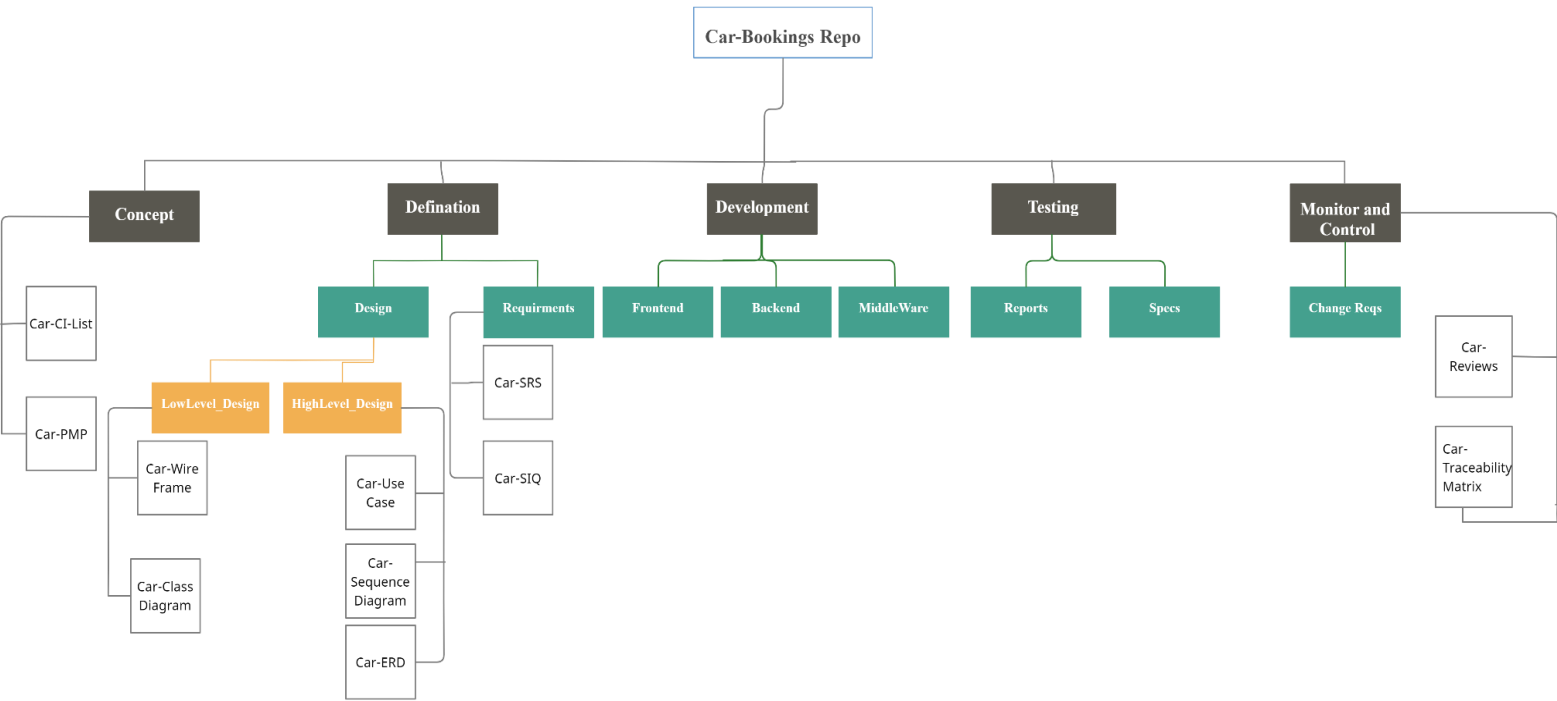 Car-Bookings Repo
Concept
Defination
Development
Testing
Monitor and
Control
Design
Requirments
Frontend
Backend
MiddleWare
Reports
Specs
Change Reqs
Car-CI-List
Car-PMP
LowLevel_Design
HighLevel_Design
Car-Wire
Frame
Car-Class
Diagram
Car-Use
Case
Car-
Sequence
Diagram
Car-ERD
Car-SRS
Car-SIQ
Car-
Reviews
Car-
Traceability
Matrix